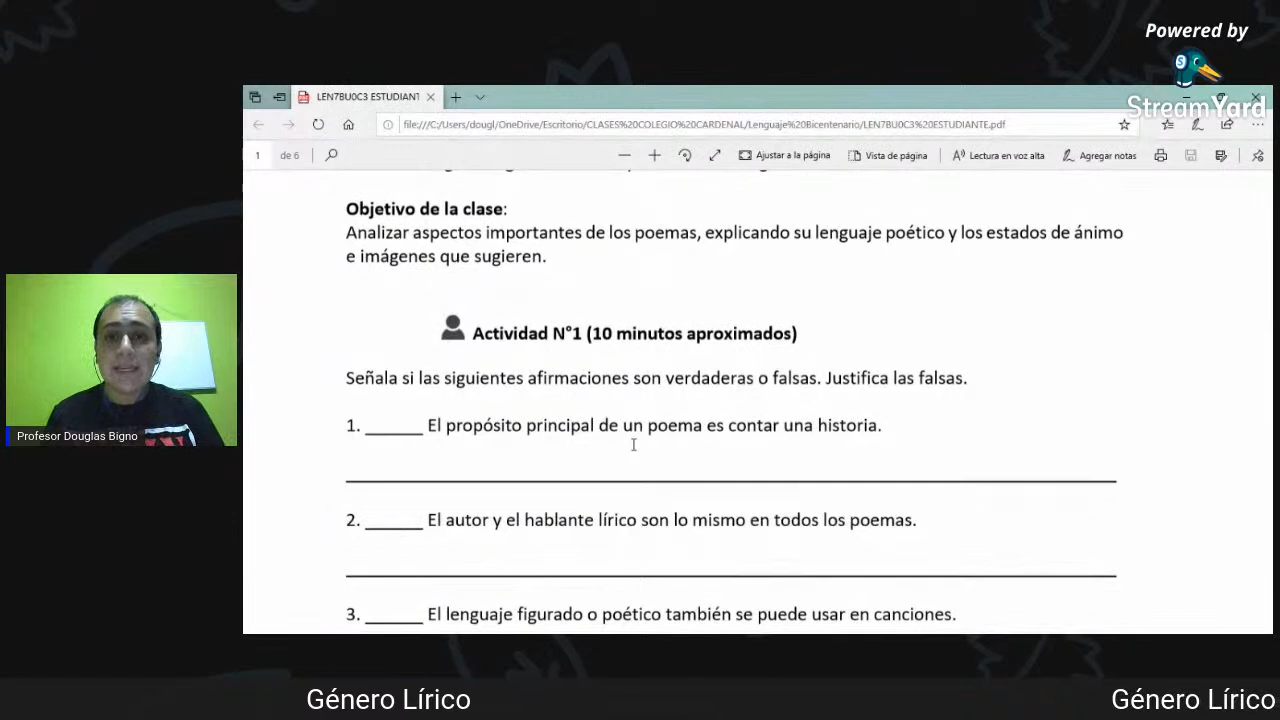 Powered by
StreamYard
LEN7BU0C3 ESTUDIANT
file:///C:/Users/dougl/OneDrive/Escritorio/CLASES%20COLEGIO%20CARDENAL/Lenguaje%20Bicentenario/LEN7BU0C3%20ESTUDIANTE.pdf
1 de 6 Ajustar a la página Vista de página Lectura en voz alta Agregar notas
Objetivo de la clase:
Analizar aspectos importantes de los poemas, explicando su lenguaje poético y los estados de ánimo
e imágenes que sugieren.
Actividad N°1 (10 minutos aproximados)
Señala si las siguientes afirmaciones son verdaderas o falsas. Justifica las falsas.
1. ______ El propósito principal de un poema es contar una historia.
2. ______ El autor y el hablante lírico son lo mismo en todos los poemas.
3. ______ El lenguaje figurado o poético también se puede usar en canciones.
Profesor Douglas Bigno
Género Lírico Género Lírico